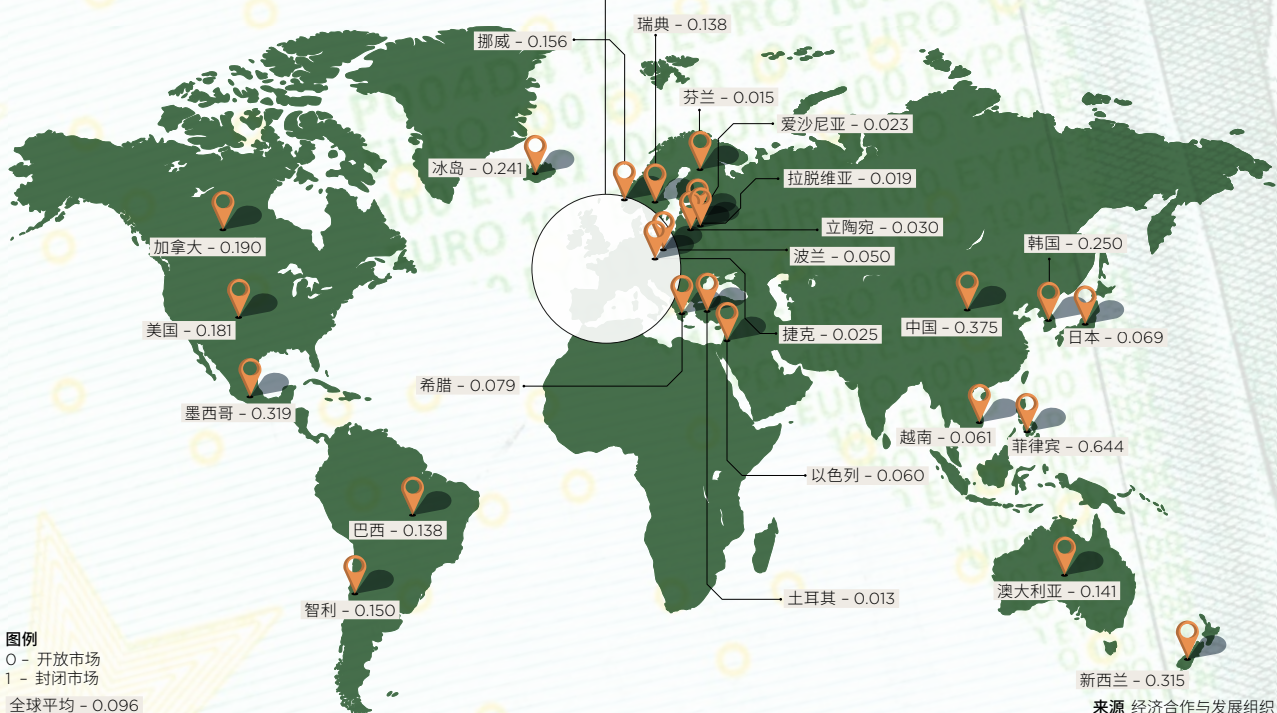 瑞典 – 0.138
挪威 – 0.156
芬兰 – 0.015
爱沙尼亚 – 0.023
冰岛 – 0.241
拉脱维亚 – 0.019
立陶宛 – 0.030
加拿大 – 0.190
韩国 – 0.250
波兰 – 0.050
美国 – 0.181
捷克 – 0.025
中国 – 0.375
日本 – 0.069
希腊 – 0.079
墨西哥 – 0.319
越南 – 0.061
菲律宾 – 0.644
以色列 – 0.060
巴西 – 0.138
澳大利亚 – 0.141
土耳其 – 0.013
智利 – 0.150
新西兰 – 0.315
图例
0 – 开放市场
1 – 封闭市场
全球平均 – 0.096
来源 经济合作与发展组织